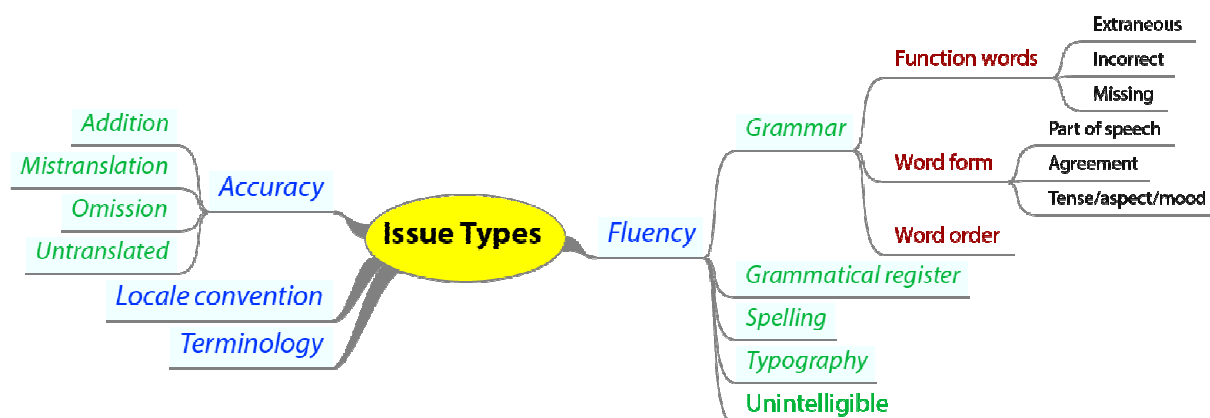 Issue Types
Accuracy
Addition
Mistranslation
Omission
Untranslated
Locale convention
Terminology
Fluency
Grammar
Function words
Extraneous
Incorrect
Missing
Word form
Part of speech
Agreement
Tense/aspect/mood
Word order
Grammatical register
Spelling
Typography
Unintelligible